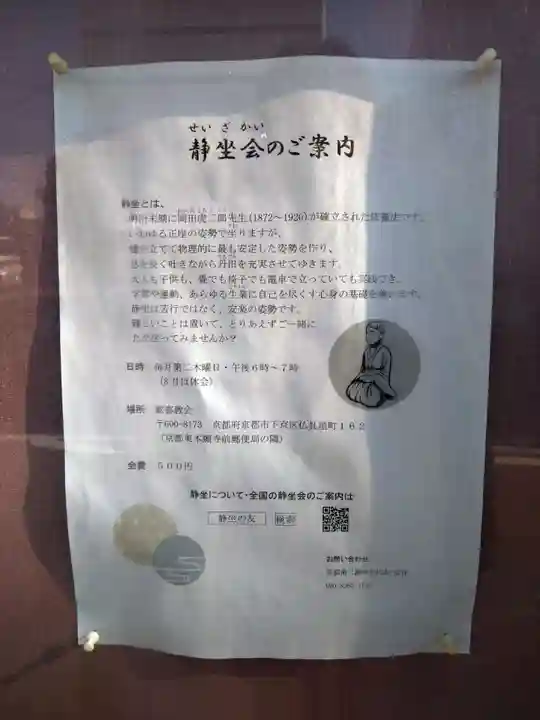 せいざかい
静坐会のご案内
静坐とは、
明治末期に岡田虎二郎先生(1872〜1920)が確立された修養法です。
いわゆる正座の姿勢で坐りますが、
腰を立てて物理的に最も安定した姿勢を作り、
息を長く吐きながら丹田を充実させてゆきます。
大人も子供も、畳でも椅子でも電車で立っていても実践でき、
学業や運動、あらゆる生業に自己を尽くす心身の基礎を養います。
静坐は苦行ではなく、安楽の姿勢です。
難しいことは置いて、とりあえずご一緒に
ただ坐ってみませんか?
日時 毎月第二木曜日・午後6時〜7時
(8月は休会)
場所 教会
〒600-8173 京都府京都市下京区仏具屋町162
(京都東本願寺前郵便局の隣)
会費 500円
静坐について・全国の静坐会のご案内は
静坐の友 検索
お問い合わせ